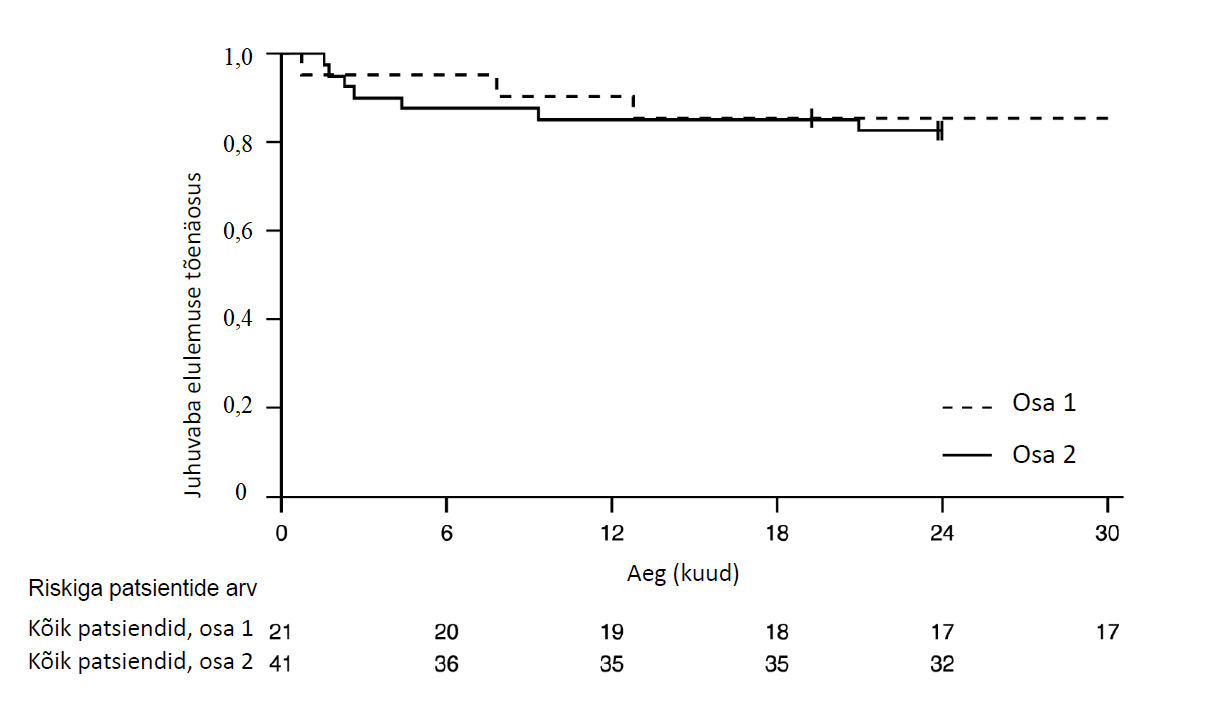 Juhuvaba elulemuse tõenäosus
1,0
0,8
0,6
0,4
0,2
0
Osa 1
Osa 2
0 6 12 18 24 30
Aeg (kuud)
Riskiga patsientide arv
Kõik patsiendid, osa 1 21 20 19 18 17 17
Kõik patsiendid, osa 2 41 36 35 35 32